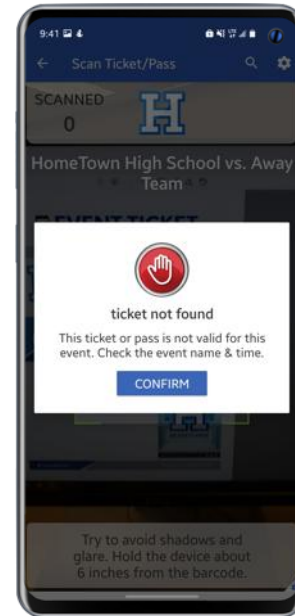 9:41
Scan Ticket/Pass
SCANNED
0
H
HomeTown High School vs. Away
Team
EVENT TICKET
ticket not found
This ticket or pass is not valid for this
event. Check the event name & time.
CONFIRM
H
Try to avoid shadows and
glare. Hold the device about
6 inches from the barcode.